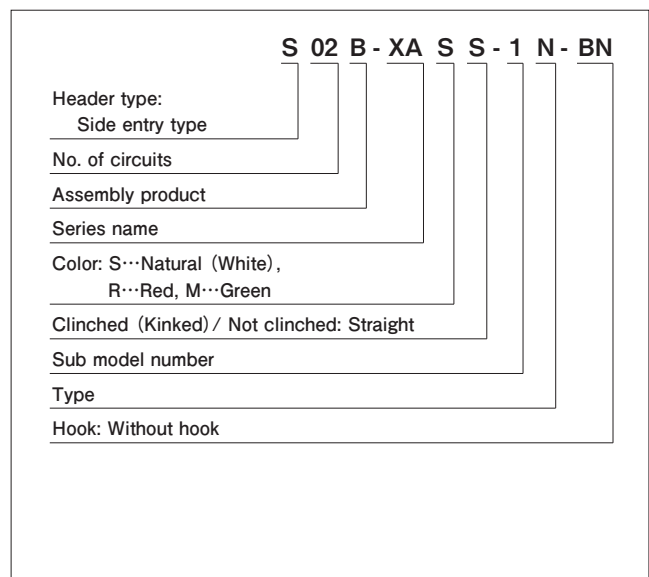 S 02 B - XA S S - 1 N - BN
Header type:
Side entry type
No. of circuits
Assembly product
Series name
Color: S…Natural (White),
R…Red, M…Green
Clinched (Kinked) / Not clinched: Straight
Sub model number
Type
Hook: Without hook